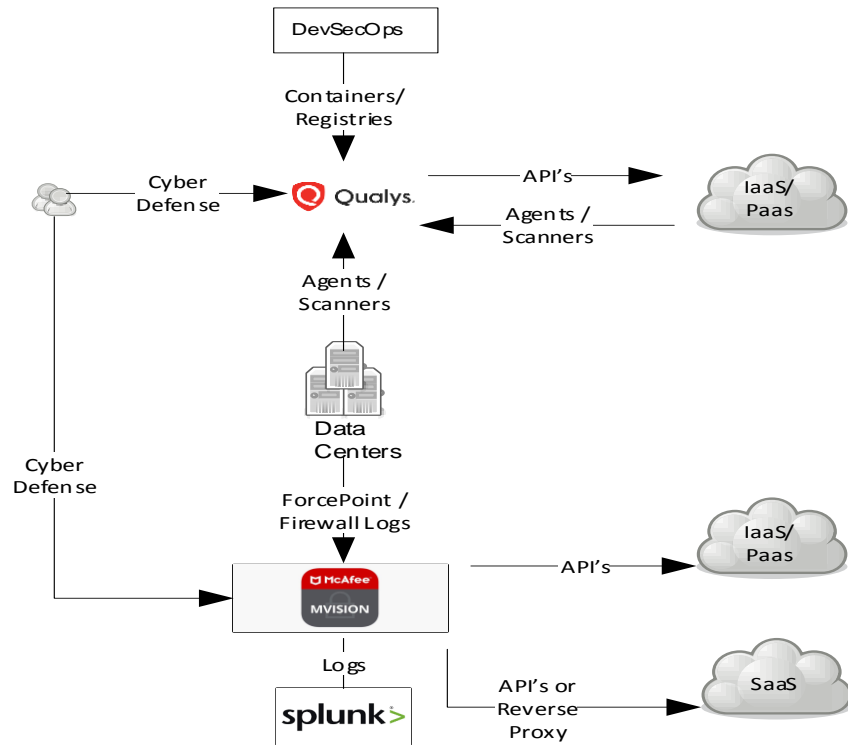 DevSecOps
Containers/
Registries
Cyber
Defense
Qualys.
API's
IaaS/
Paas
Agents /
Scanners
Agents /
Scanners
Data
Centers
Cyber
Defense
ForcePoint /
Firewall Logs
IaaS/
Paas
McAfee
MVISION
API's
Logs
splunk>
API's or
Reverse
Proxy
SaaS